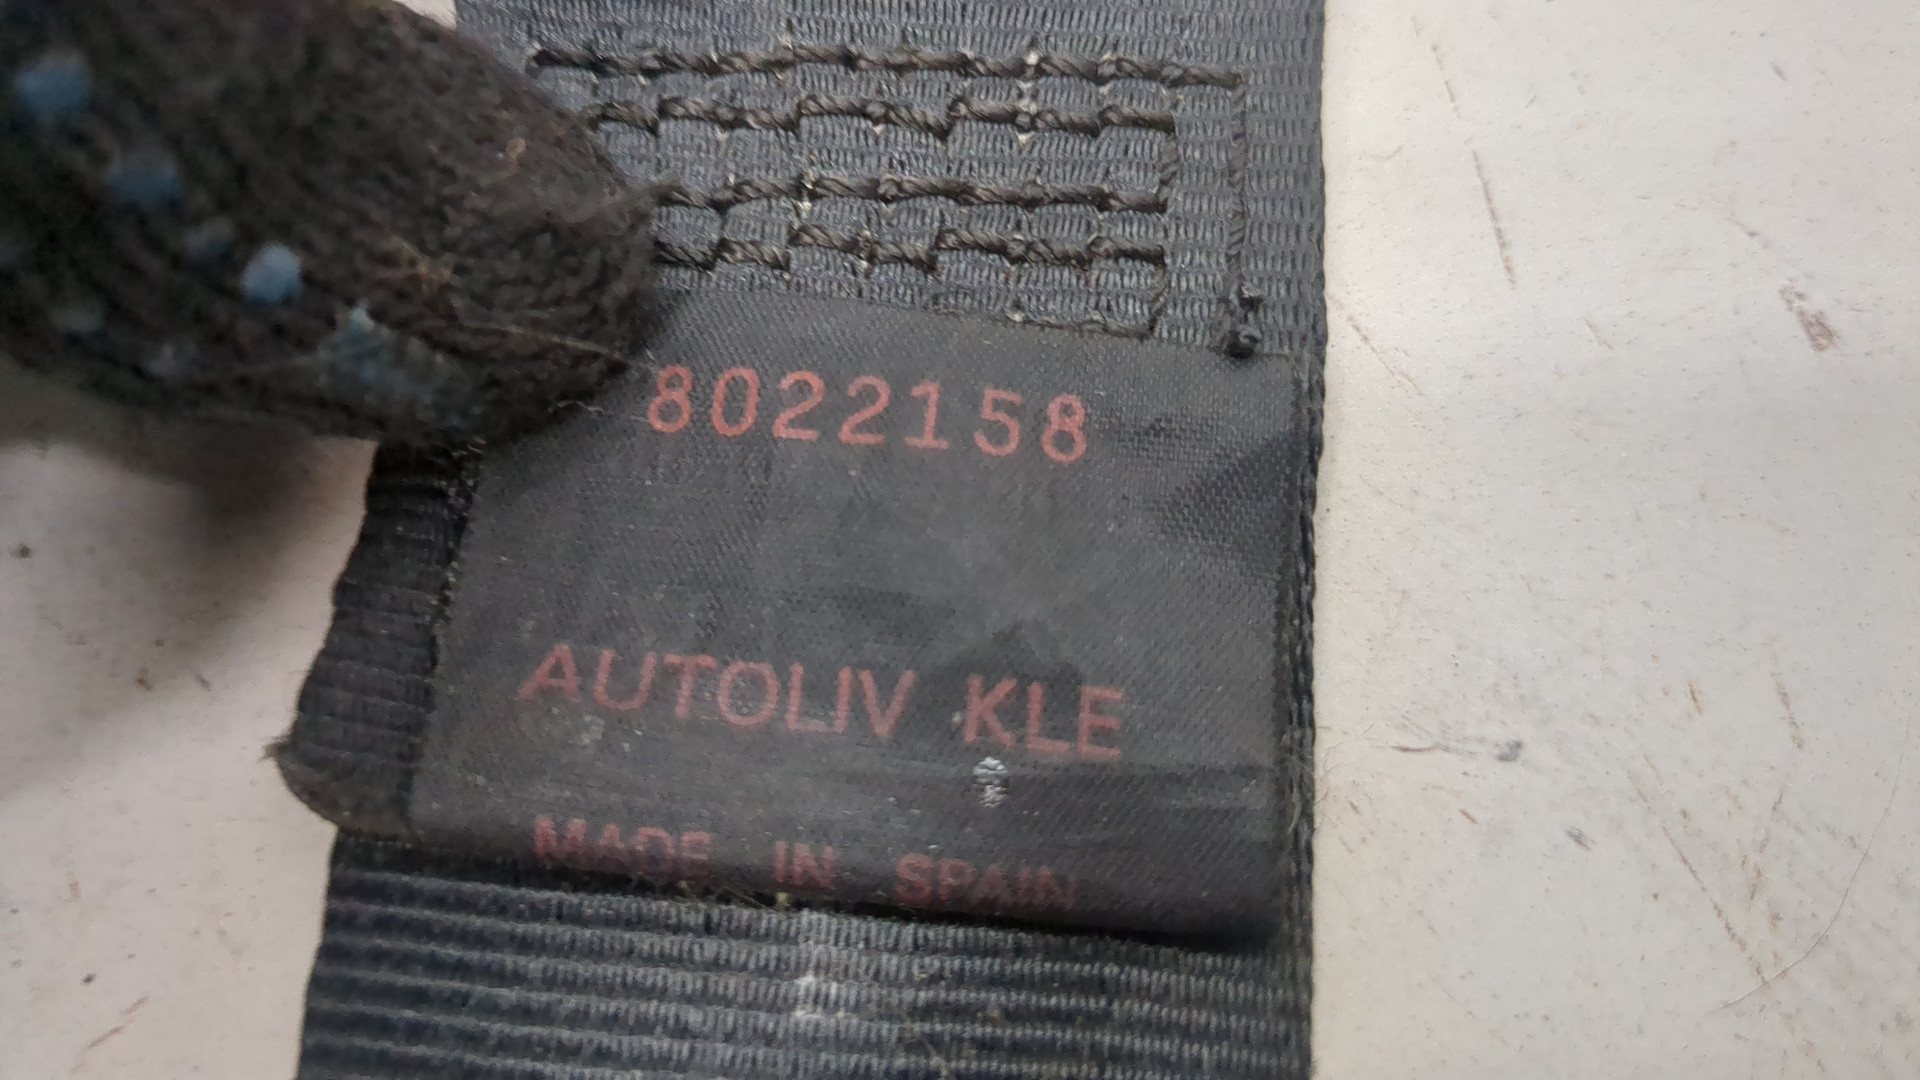 8022158
AUTOLIV KLE
MADE IN SPAIN